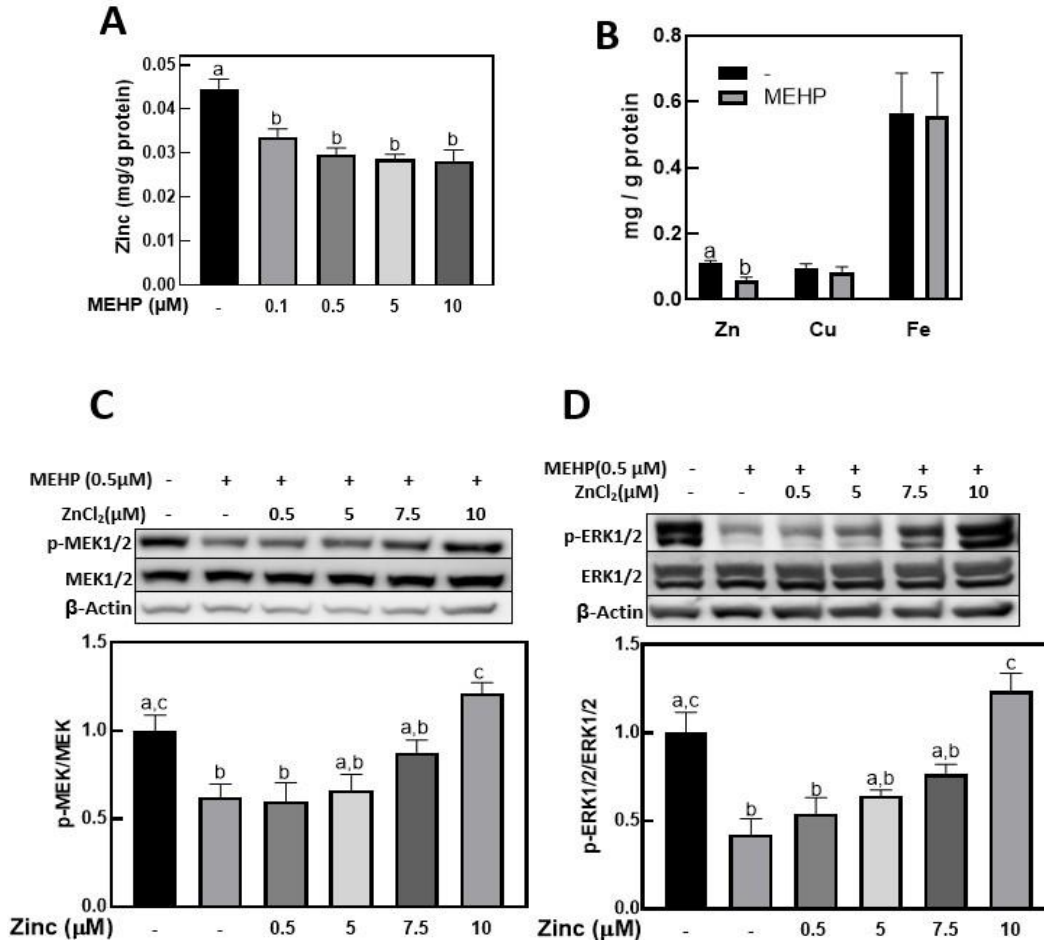 A
Zinc (mg/g protein)
0.05
0.04
0.03
0.02
0.01
0.00
a
b
b
b
b
MEHP (µM)
- 0.1 0.5 5 10
B
mg / g protein
0.8
0.6
0.4
0.2
0.0
-
MEHP
a
b
Zn Cu Fe
C
MEHP (0.5µM) - + + + + +
ZnCl₂(µM) - - 0.5 5 7.5 10
p-MEK1/2
MEK1/2
β-Actin
p-MEK/MEK
1.5
1.0
0.5
0.0
a,c
b
b
a,b
a,b
c
Zinc (µM) - - 0.5 5 7.5 10
D
MEHP(0.5 µM) - + + + + +
ZnCl₂(µM) - - 0.5 5 7.5 10
p-ERK1/2
ERK1/2
β-Actin
p-ERK1/2/ERK1/2
1.5
1.0
0.5
0.0
a,c
b
b
a,b
a,b
c
Zinc (µM) - - 0.5 5 7.5 10